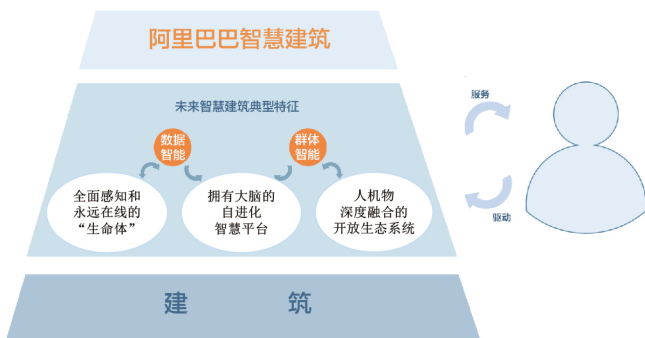 阿里巴巴智慧建筑
未来智慧建筑典型特征
数据
智能
群体
智能
全面感知和
永远在线的
“生命体”
拥有大脑的
自进化
智慧平台
人机物
深度融合的
开放生态系统
服务
驱动
建 筑